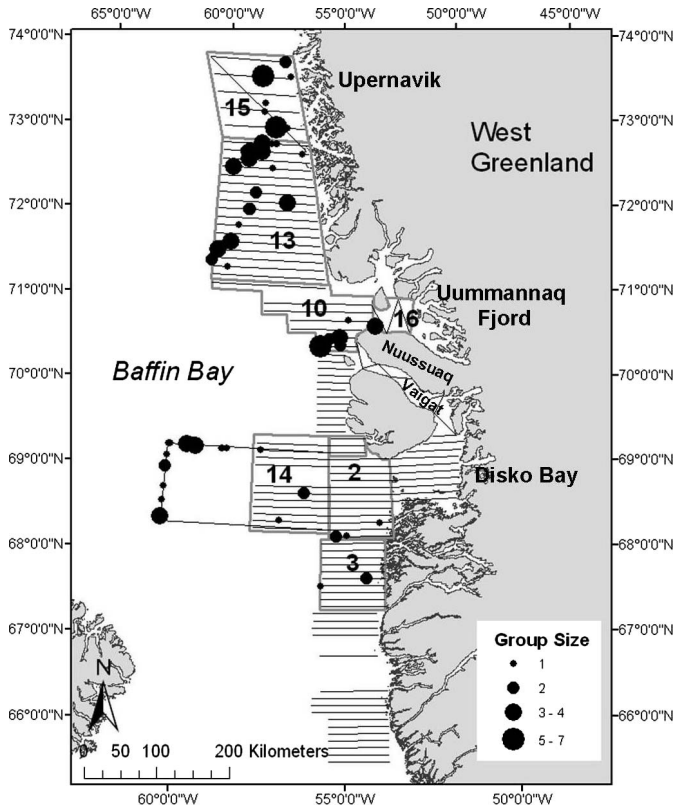 65°0'0"W 60°0'0"W 55°0'0"W 50°0'0"W 45°0'0"W
74°0'0"N 74°0'0"N
Upernavik
15
73°0'0"N 73°0'0"N
West
Greenland
72°0'0"N 72°0'0"N
13
71°0'0"N 71°0'0"N
10 16
Uummannaq
Fjord
Nuussuaq
Baffin Bay
70°0'0"N 70°0'0"N
Vaigat
69°0'0"N 69°0'0"N
14 2 Disko Bay
68°0'0"N 68°0'0"N
3
67°0'0"N 67°0'0"N
Group Size
1
2
3 - 4
5 - 7
N
66°0'0"N 66°0'0"N
0 50 100 200 Kilometers
60°0'0"W 55°0'0"W 50°0'0"W